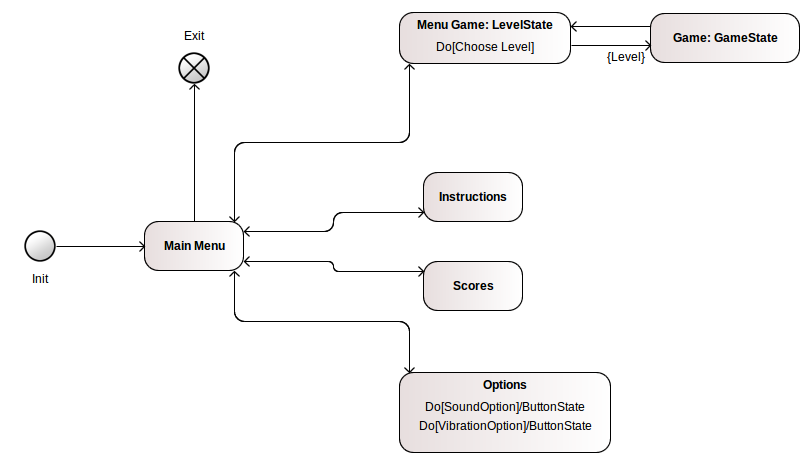 Exit
Menu Game: LevelState
Do[Choose Level]
Game: GameState
{Level}
Instructions
Main Menu
Init
Scores
Options
Do[SoundOption]/ButtonState
Do[VibrationOption]/ButtonState